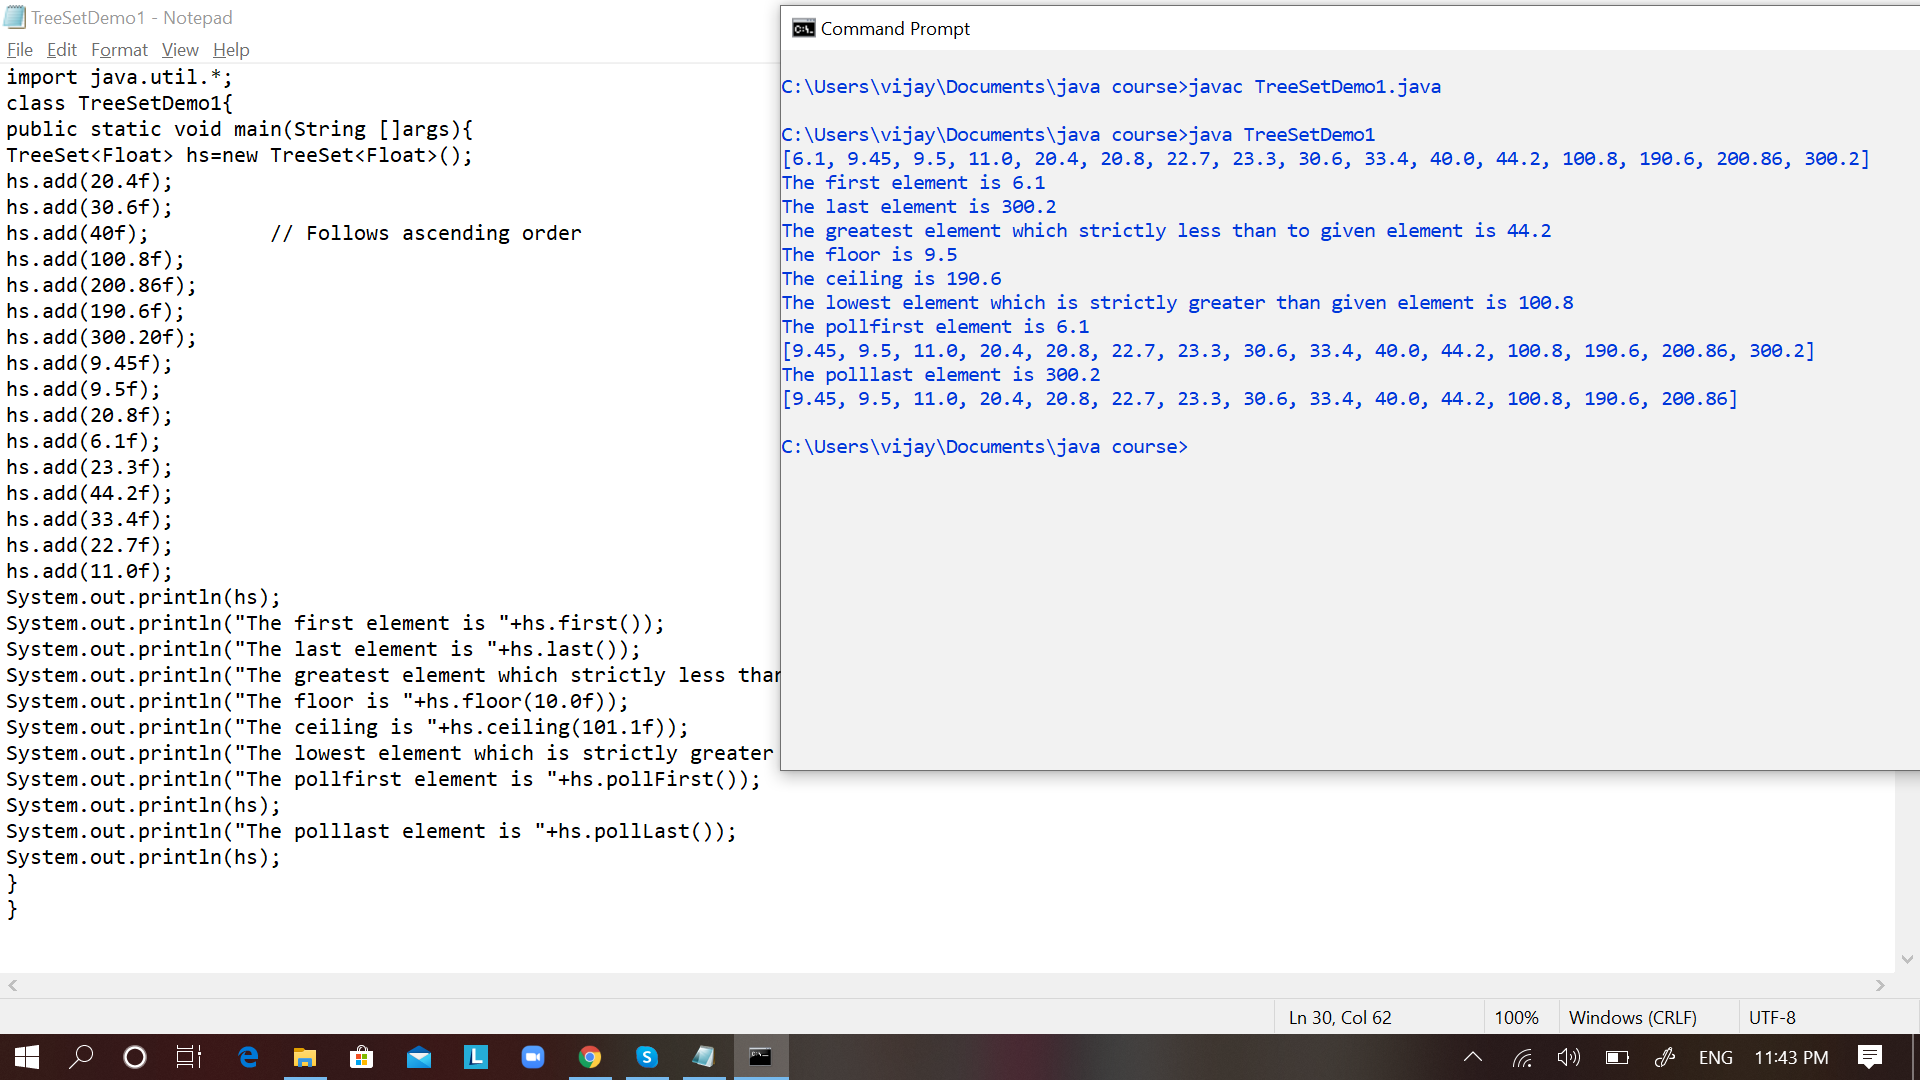 TreeSetDemo1 - Notepad
File Edit Format View Help
import java.util.*;
class TreeSetDemo1{
public static void main(String []args){
TreeSet<Float> hs=new TreeSet<Float>();
hs.add(20.4f);
hs.add(30.6f);
hs.add(40f); // Follows ascending order
hs.add(100.8f);
hs.add(200.86f);
hs.add(190.6f);
hs.add(300.20f);
hs.add(9.45f);
hs.add(9.5f);
hs.add(20.8f);
hs.add(6.1f);
hs.add(23.3f);
hs.add(44.2f);
hs.add(33.4f);
hs.add(22.7f);
hs.add(11.0f);
System.out.println(hs);
System.out.println("The first element is "+hs.first());
System.out.println("The last element is "+hs.last());
System.out.println("The greatest element which strictly less than
System.out.println("The floor is "+hs.floor(10.0f));
System.out.println("The ceiling is "+hs.ceiling(101.1f));
System.out.println("The lowest element which is strictly greater
System.out.println("The pollfirst element is "+hs.pollFirst());
System.out.println(hs);
System.out.println("The polllast element is "+hs.pollLast());
System.out.println(hs);
}
}
Command Prompt
C:\Users\vijay\Documents\java course>javac TreeSetDemo1.java
C:\Users\vijay\Documents\java course>java TreeSetDemo1
[6.1, 9.45, 9.5, 11.0, 20.4, 20.8, 22.7, 23.3, 30.6, 33.4, 40.0, 44.2, 100.8, 190.6, 200.86, 300.2]
The first element is 6.1
The last element is 300.2
The greatest element which strictly less than to given element is 44.2
The floor is 9.5
The ceiling is 190.6
The lowest element which is strictly greater than given element is 100.8
The pollfirst element is 6.1
[9.45, 9.5, 11.0, 20.4, 20.8, 22.7, 23.3, 30.6, 33.4, 40.0, 44.2, 100.8, 190.6, 200.86, 300.2]
The polllast element is 300.2
[9.45, 9.5, 11.0, 20.4, 20.8, 22.7, 23.3, 30.6, 33.4, 40.0, 44.2, 100.8, 190.6, 200.86]
C:\Users\vijay\Documents\java course>
Ln 30, Col 62 100% Windows (CRLF) UTF-8
ENG 11:43 PM